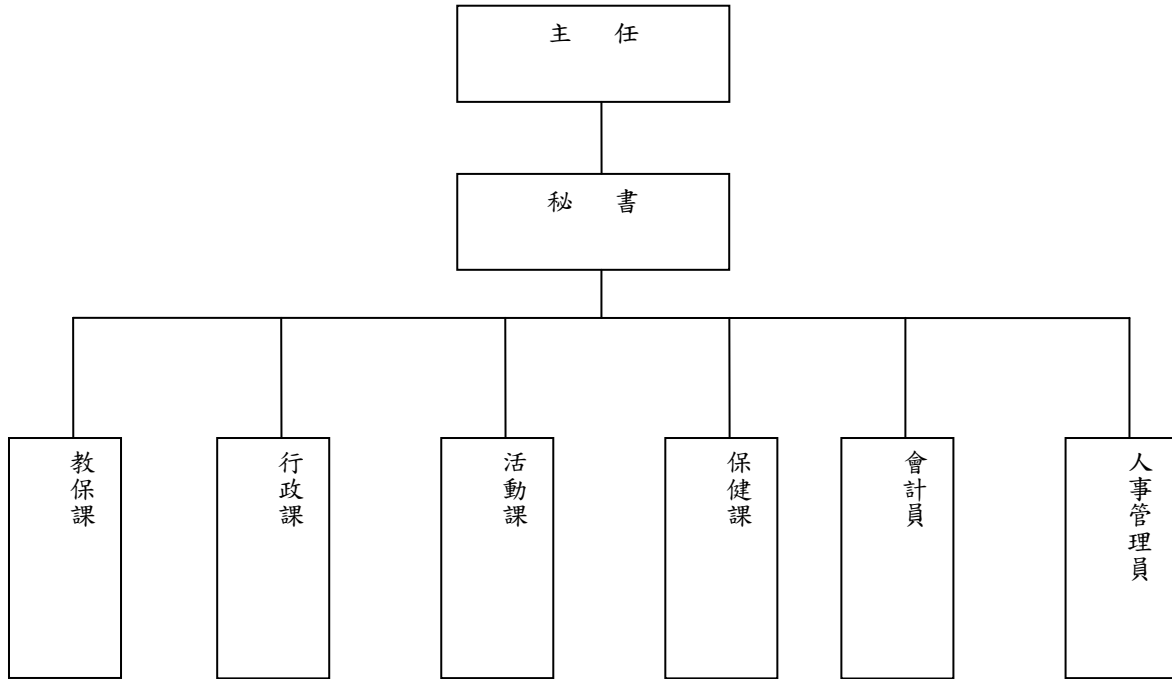 主 任
秘 書
教保課
行政課
活動課
保健課
會計員
人事管理員